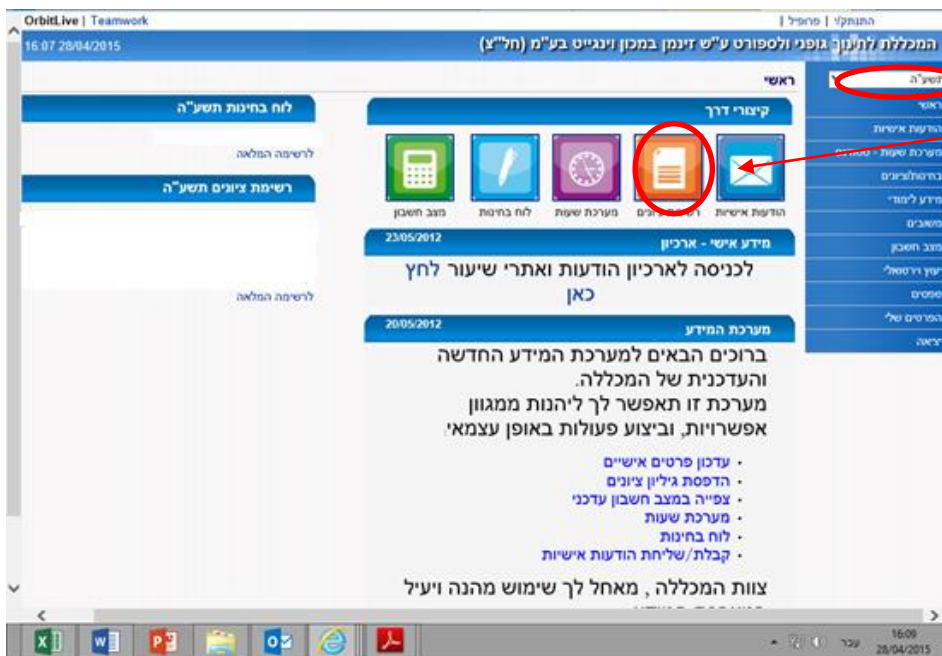 OrbitLive | Teamwork
התנתק/י | פרופיל |
המכללה לחינוך גופני ולספורט ע"ש זינמן במכון וינגייט בע"מ (חל"צ)
16:07 28/04/2015
תשע"ה
ראשי
הודעות אישיות
מערכת שעות -
בחינות/ציונים
מידע לימודי
משאבים
מצב חשבון
יעוץ וירטואלי
טפסים
הפרטים שלי
יציאה
ראשי
קיצורי דרך
הודעות אישיות
ציונים
מערכת שעות
לוח בחינות
מצב חשבון
מידע אישי - ארכיון
23/05/2012
לכניסה לארכיון הודעות ואתרי שיעור לחץ
כאן
מערכת המידע
20/05/2012
ברוכים הבאים למערכת המידע החדשה
והעדכנית של המכללה.
מערכת זו תאפשר לך ליהנות ממגוון
אפשרויות, וביצוע פעולות באופן עצמאי
• עדכון פרטים אישיים
• הדפסת גיליון ציונים
• צפייה במצב חשבון עדכני
• מערכת שעות
• לוח בחינות
• קבלת/שליחת הודעות אישיות
צוות המכללה , מאחל לך שימוש מהנה ויעיל
לוח בחינות תשע"ה
לרשימה המלאה
רשימת ציונים תשע"ה
לרשימה המלאה
עבר
16:09
28/04/2015